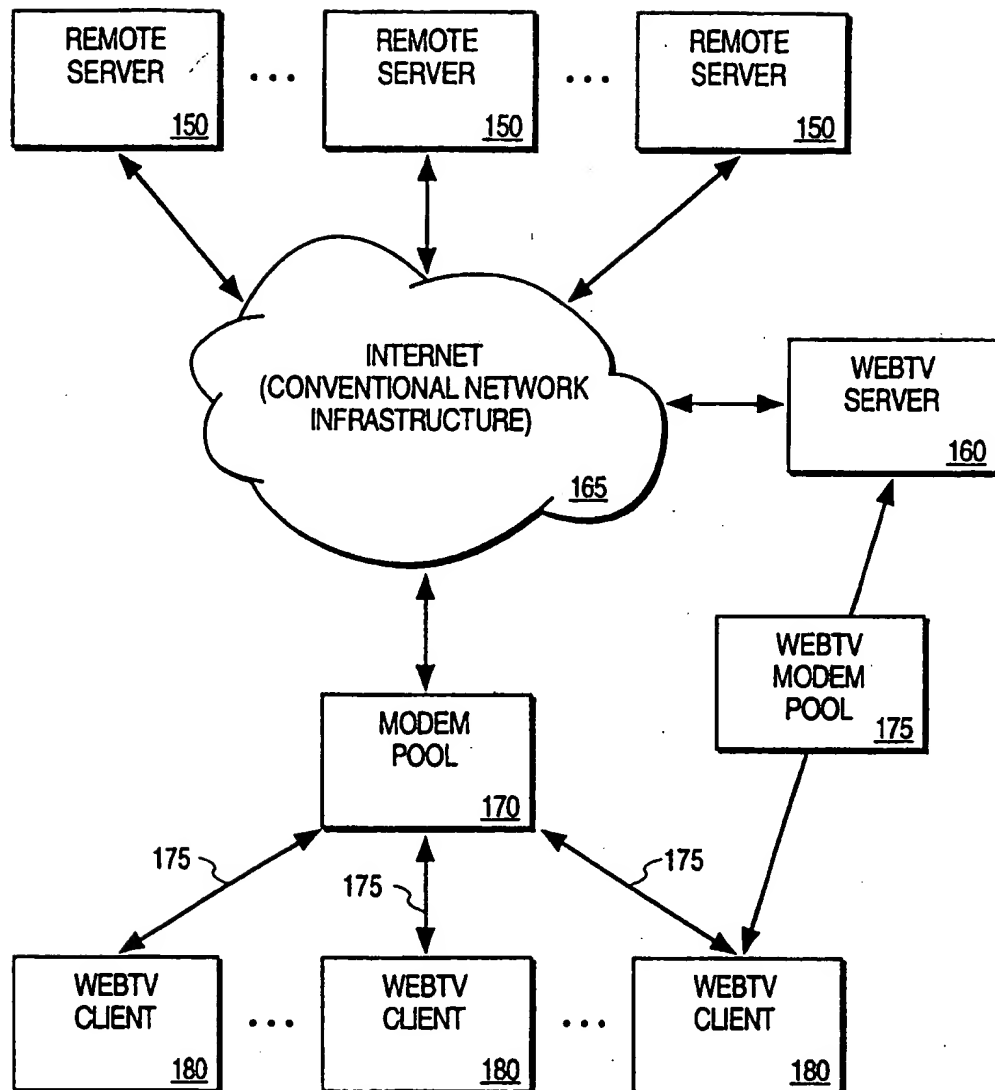 REMOTE
SERVER
150
• • •
REMOTE
SERVER
150
• • •
REMOTE
SERVER
150
INTERNET
(CONVENTIONAL NETWORK
INFRASTRUCTURE)
165
WEBTV
SERVER
160
WEBTV
MODEM
POOL
175
MODEM
POOL
170
175
175
175
WEBTV
CLIENT
180
• • •
WEBTV
CLIENT
180
• • •
WEBTV
CLIENT
180